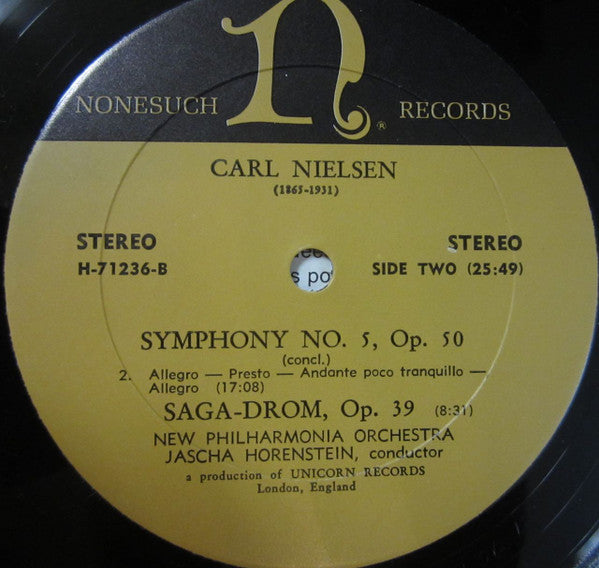 n
NONESUCH RECORDS
®
CARL NIELSEN
(1865-1931)
STEREO STEREO
H-71236-B SIDE TWO (25:49)
s po
SYMPHONY NO. 5, Op. 50
(concl.)
2. Allegro — Presto — Andante poco tranquillo —
Allegro (17:08)
SAGA-DROM, Op. 39 (8:31)
NEW PHILHARMONIA ORCHESTRA
JASCHA HORENSTEIN, conductor
a production of UNICORN RECORDS
London, England